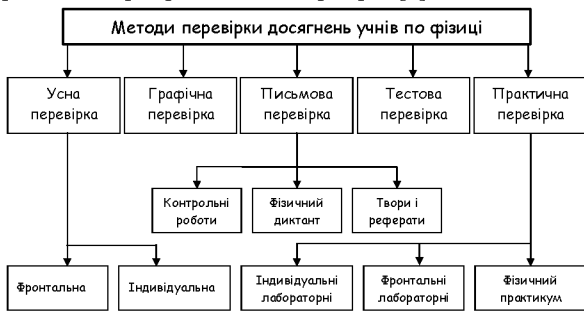 Методи перевірки досягнень учнів по фізиці
Усна
перевірка
Графічна
перевірка
Письмова
перевірка
Тестова
перевірка
Практична
перевірка
Контрольні
роботи
Фізичний
диктант
Твори і
реферати
Фронтальна
Індивідуальна
Індивідуальні
лабораторні
Фронтальні
лабораторні
Фізичний
практикум